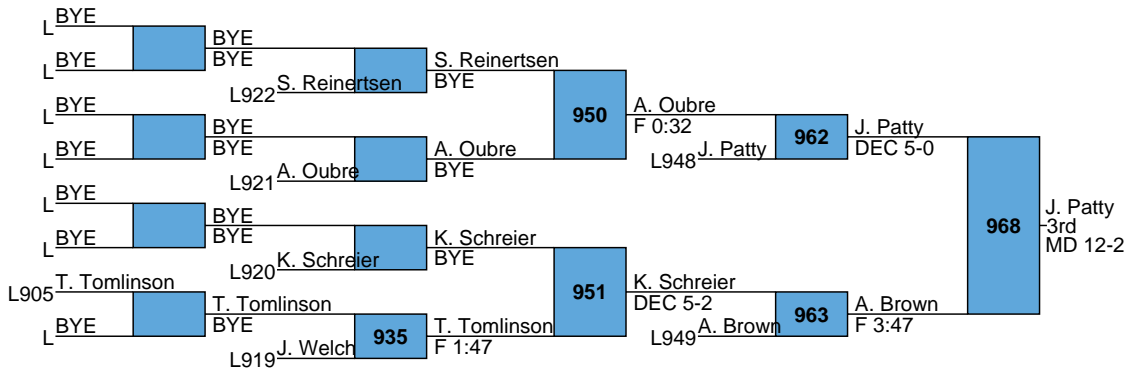 L BYE
BYE
L BYE
BYE
S. Reinertsen
L922 S. Reinertsen
BYE
L BYE
BYE
950
A. Oubre
F 0:32
L BYE
BYE
A. Oubre
L921 A. Oubre
BYE
L948 J. Patty
962
J. Patty
DEC 5-0
L BYE
BYE
L BYE
BYE
K. Schreier
L920 K. Schreier
BYE
L905 T. Tomlinson
T. Tomlinson
951
K. Schreier
DEC 5-2
L BYE
BYE
935
T. Tomlinson
F 1:47
L919 J. Welch
L949 A. Brown
963
A. Brown
F 3:47
968
J. Patty
3rd
MD 12-2